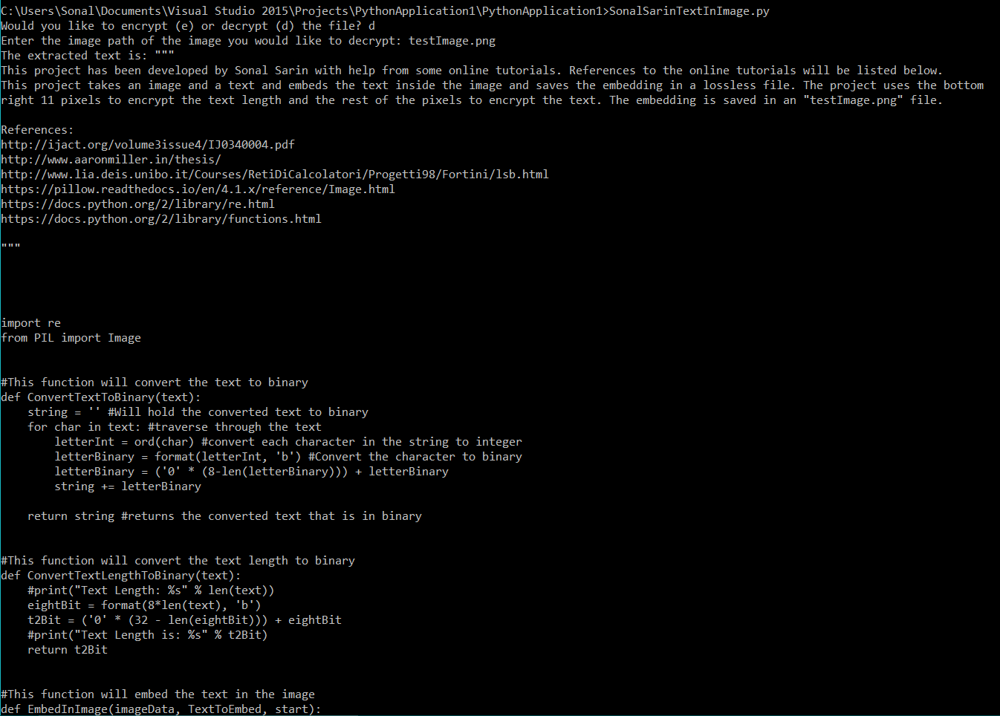 C:\Users\Sonal\Documents\Visual Studio 2015\Projects\PythonApplication1\PythonApplication1>SonalSarinTextInImage.py
Would you like to encrypt (e) or decrypt (d) the file? d
Enter the image path of the image you would like to decrypt: testImage.png
The extracted text is: """
This project has been developed by Sonal Sarin with help from some online tutorials. References to the online tutorials will be listed below.
This project takes an image and a text and embeds the text inside the image and saves the embedding in a lossless file. The project uses the bottom
right 11 pixels to encrypt the text length and the rest of the pixels to encrypt the text. The embedding is saved in an "testImage.png" file.

References:
http://ijact.org/volume3issue4/IJ0340004.pdf
http://www.aaronmiller.in/thesis/
http://www.lia.deis.unibo.it/Courses/RetiDiCalcolatori/Progetti98/Fortini/lsb.html
https://pillow.readthedocs.io/en/4.1.x/reference/Image.html
https://docs.python.org/2/library/re.html
https://docs.python.org/2/library/functions.html

"""

import re
from PIL import Image

#This function will convert the text to binary
def ConvertTextToBinary(text):
    string = '' #Will hold the converted text to binary
    for char in text: #traverse through the text
        letterInt = ord(char) #convert each character in the string to integer
        letterBinary = format(letterInt, 'b') #Convert the character to binary
        letterBinary = ('0' * (8-len(letterBinary))) + letterBinary
        string += letterBinary

    return string #returns the converted text that is in binary

#This function will convert the text length to binary
def ConvertTextLengthToBinary(text):
    #print("Text Length: %s" % len(text))
    eightBit = format(8*len(text), 'b')
    t2Bit = ('0' * (32 - len(eightBit))) + eightBit
    #print("Text Length is: %s" % t2Bit)
    return t2Bit

#This function will embed the text in the image
def EmbedInImage(imageData, TextToEmbed, start):